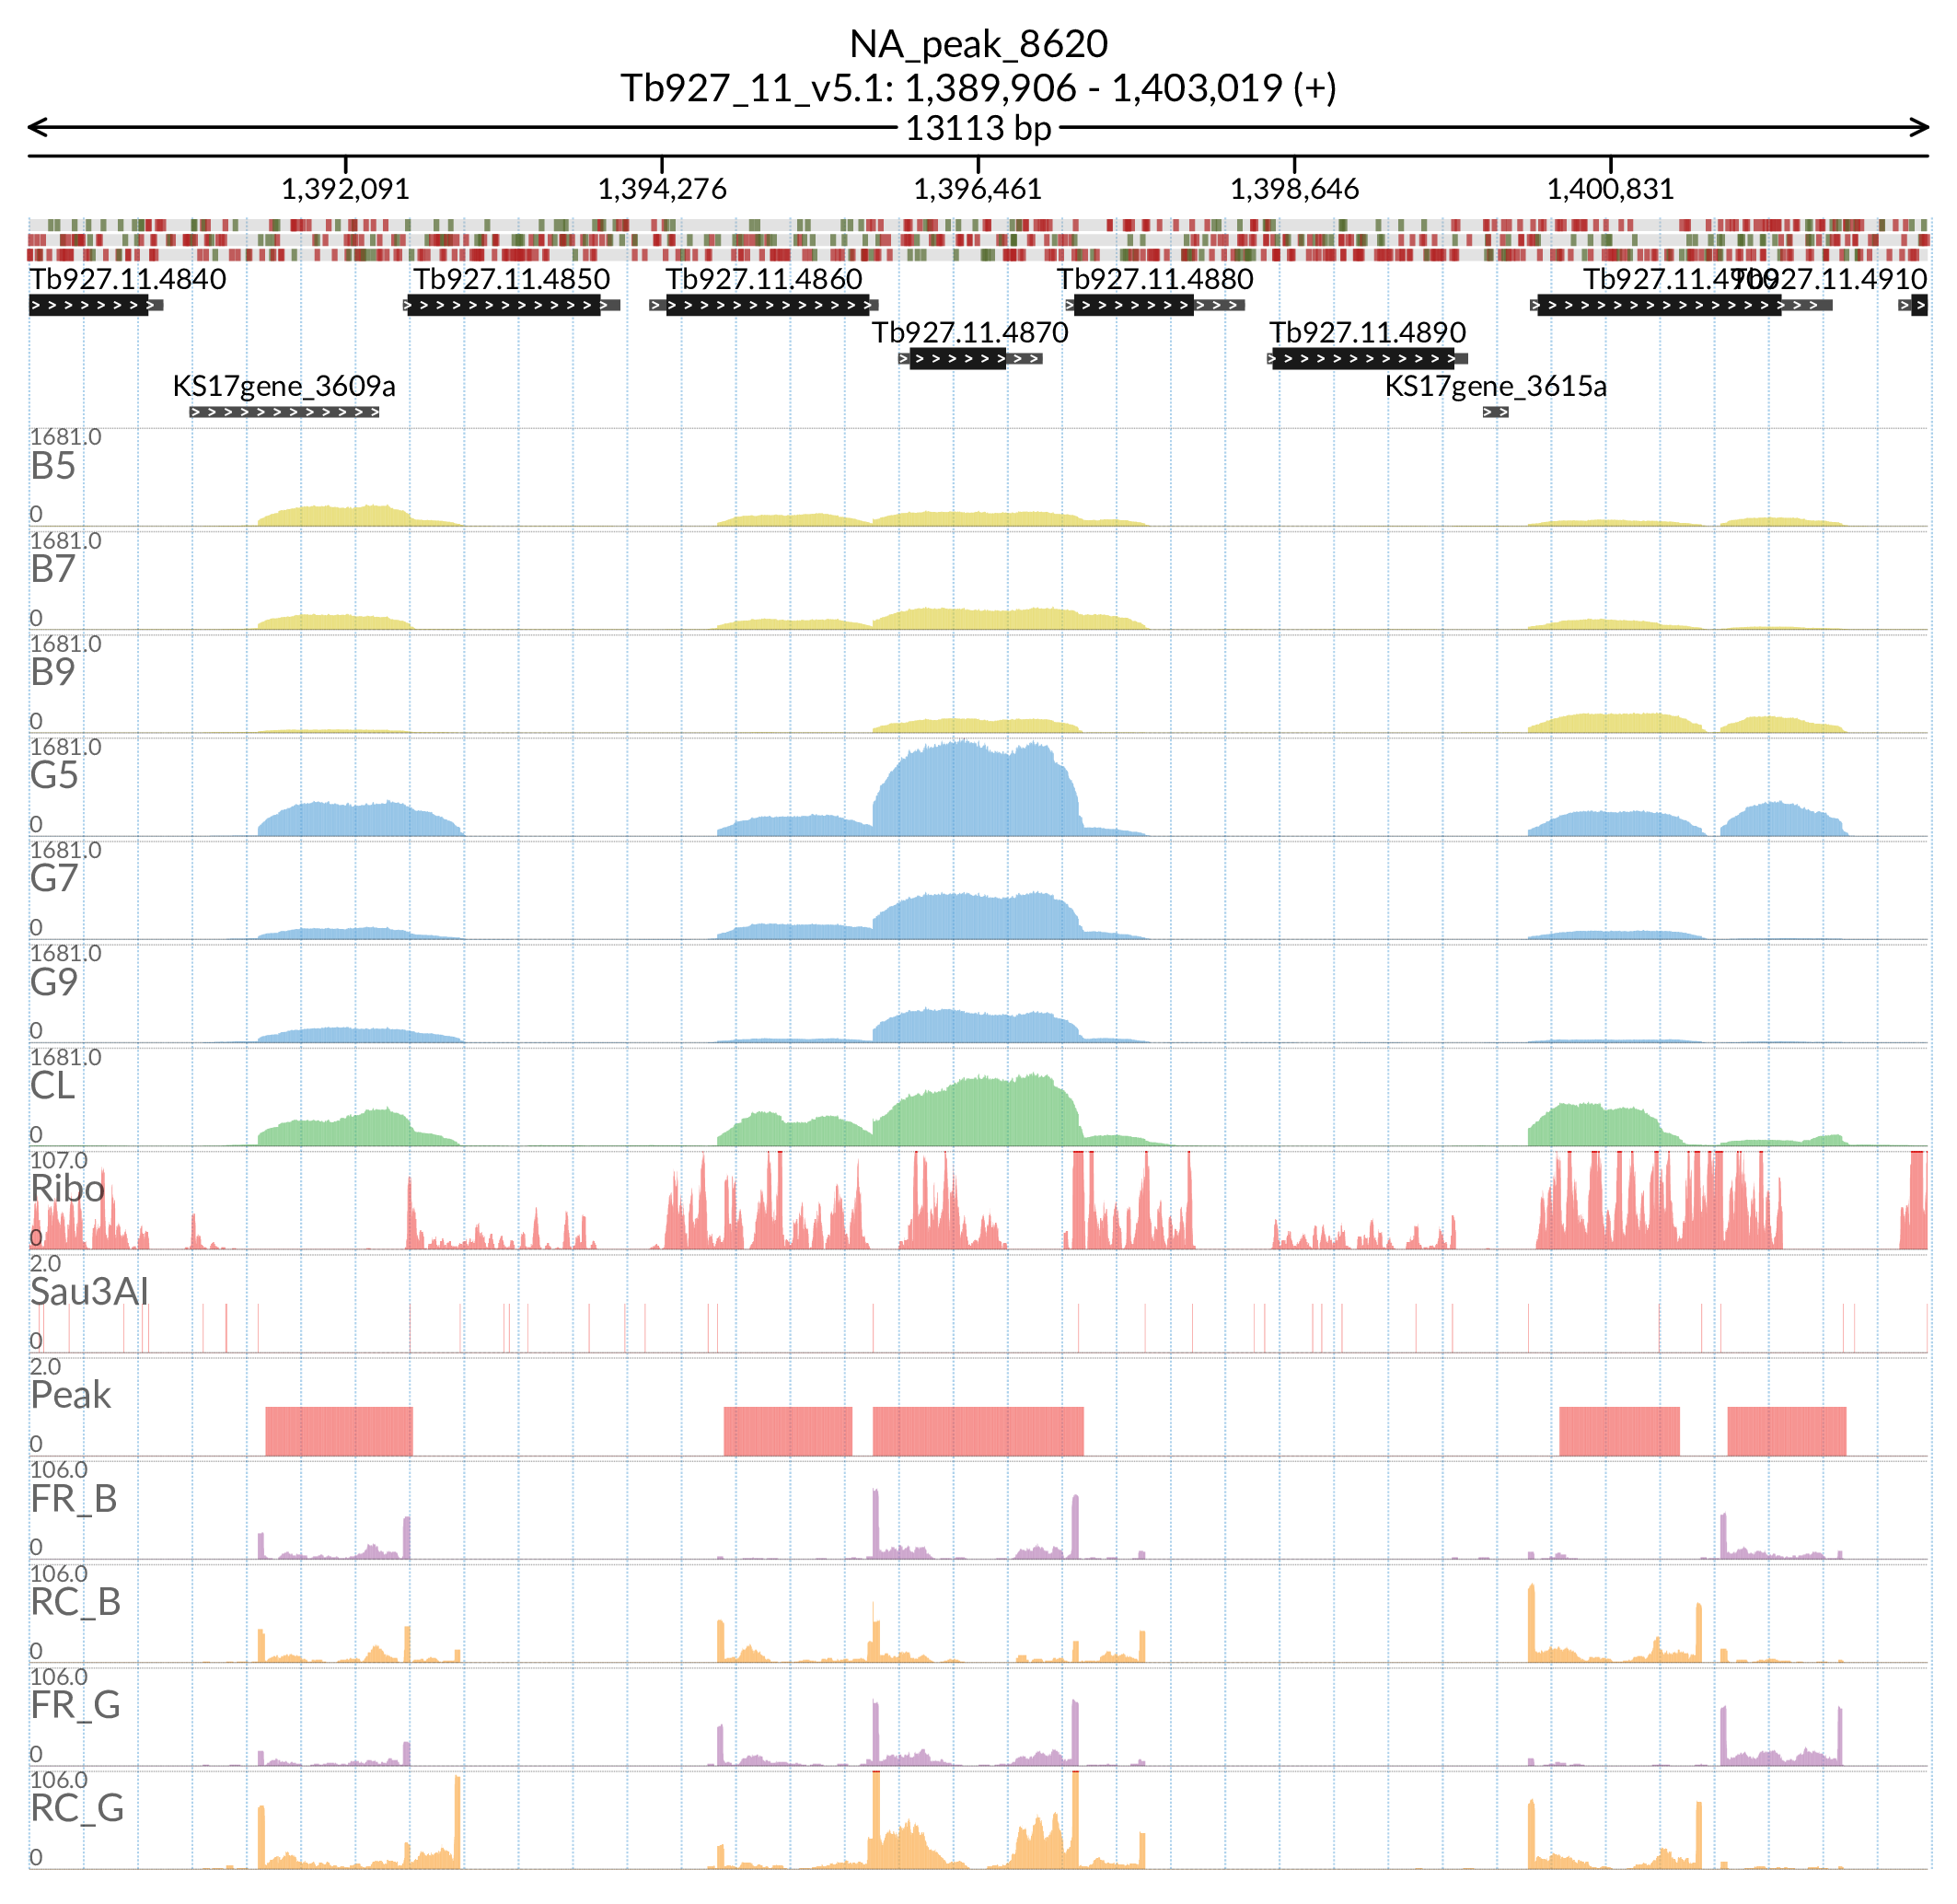 NA_peak_8620
Tb927_11_v5.1: 1,389,906 - 1,403,019 (+)
13113 bp
1,392,091 1,394,276 1,396,461 1,398,646 1,400,831
Tb927.11.4840 Tb927.11.4850 Tb927.11.4860 Tb927.11.4880 Tb927.11.4900 Tb927.11.4910
Tb927.11.4870 Tb927.11.4890
KS17gene_3609a KS17gene_3615a
1681.0
B5
0
1681.0
B7
0
1681.0
B9
0
1681.0
G5
0
1681.0
G7
0
1681.0
G9
0
1681.0
CL
0
107.0
Ribo
0
2.0
Sau3AI
0
2.0
Peak
0
106.0
FR_B
0
106.0
RC_B
0
106.0
FR_G
0
106.0
RC_G
0